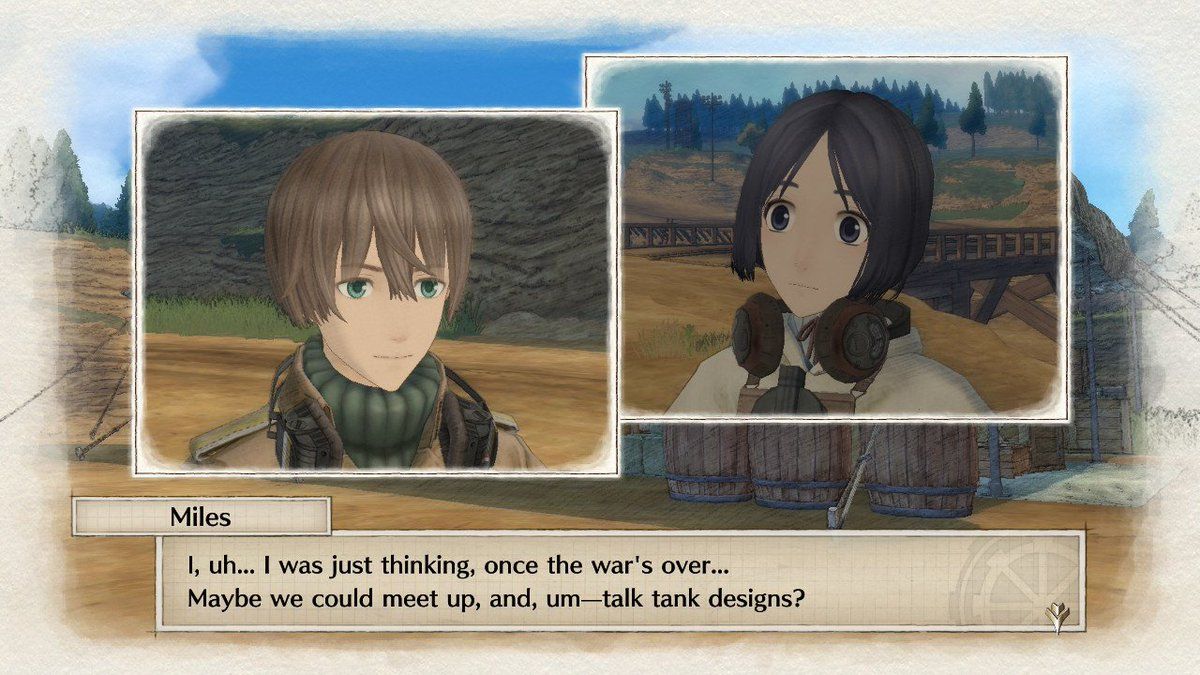 Miles
I, uh... I was just thinking, once the war's over...
Maybe we could meet up, and, um—talk tank designs?